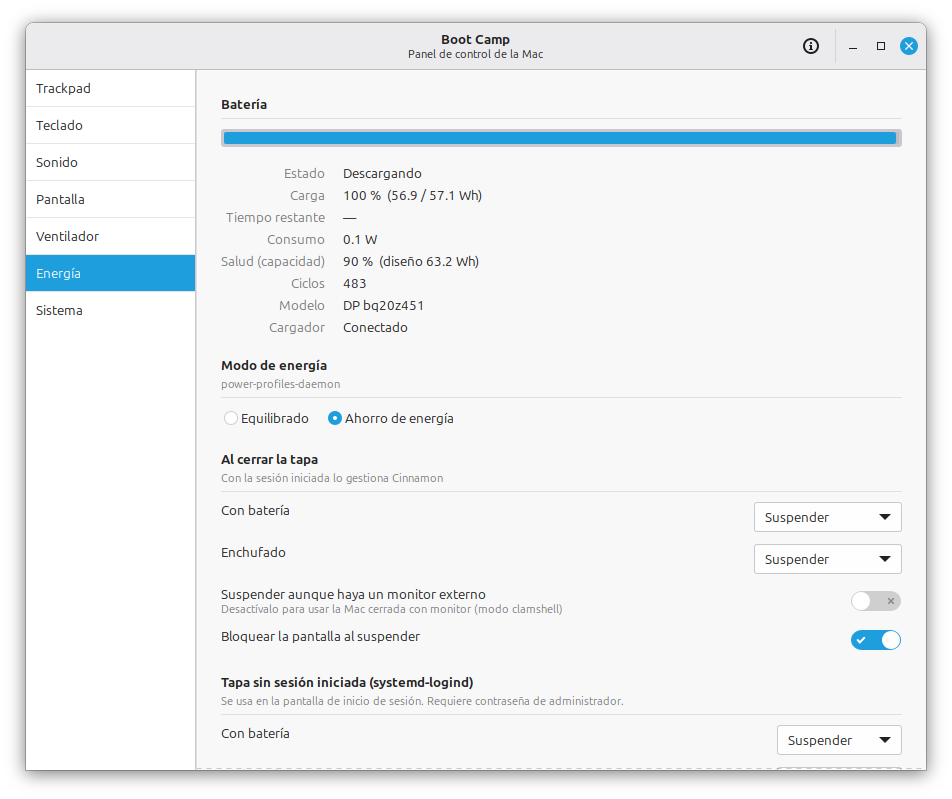 Boot Camp
Panel de control de la Mac
Trackpad
Teclado
Sonido
Pantalla
Ventilador
Energía
Sistema
Batería
Estado Descargando
Carga 100 % (56.9 / 57.1 Wh)
Tiempo restante —
Consumo 0.1 W
Salud (capacidad) 90 % (diseño 63.2 Wh)
Ciclos 483
Modelo DP bq20z451
Cargador Conectado
Modo de energía
power-profiles-daemon
Equilibrado Ahorro de energía
Al cerrar la tapa
Con la sesión iniciada lo gestiona Cinnamon
Con batería Suspender
Enchufado Suspender
Suspender aunque haya un monitor externo
Desactívalo para usar la Mac cerrada con monitor (modo clamshell)
Bloquear la pantalla al suspender
Tapa sin sesión iniciada (systemd-logind)
Se usa en la pantalla de inicio de sesión. Requiere contraseña de administrador.
Con batería Suspender